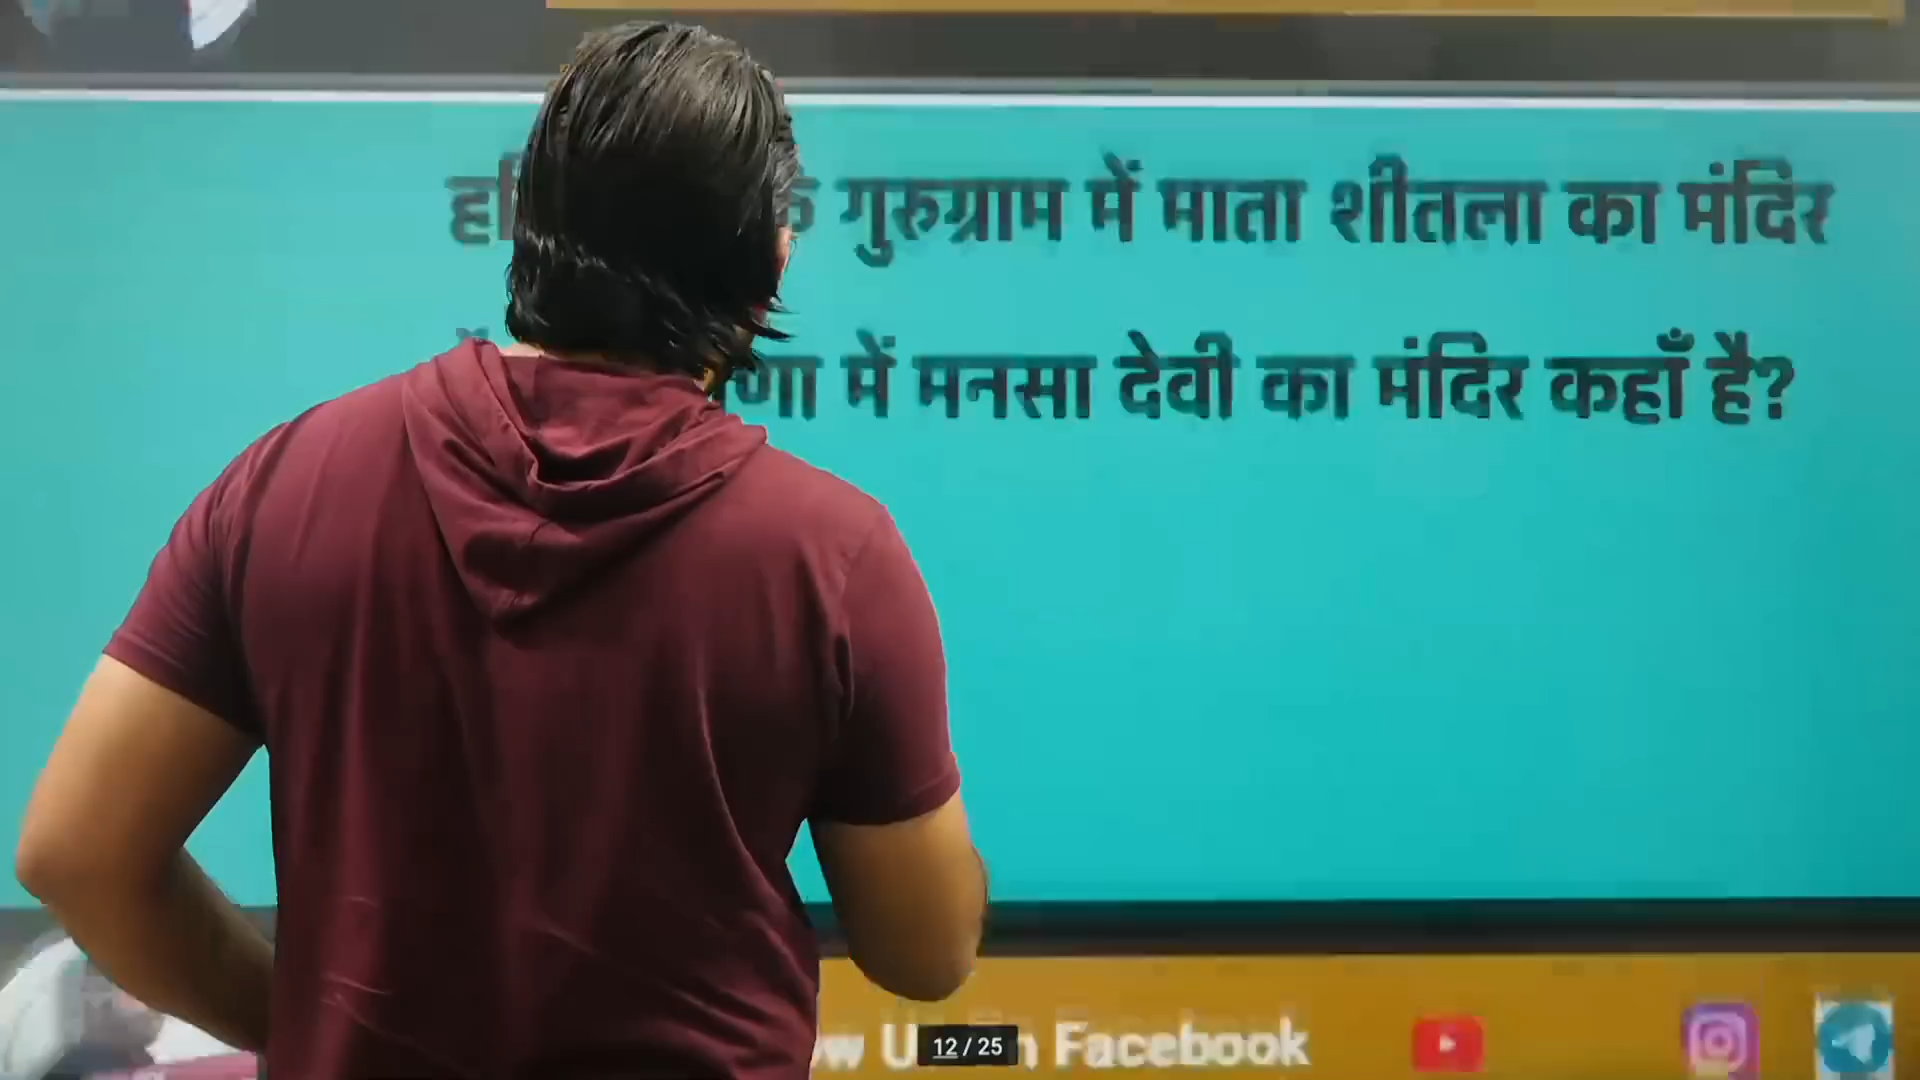 गुरुग्राम में माता शीतला का मंदिर
में मनसा देवी का मंदिर कहाँ है?
12 / 25
Facebook